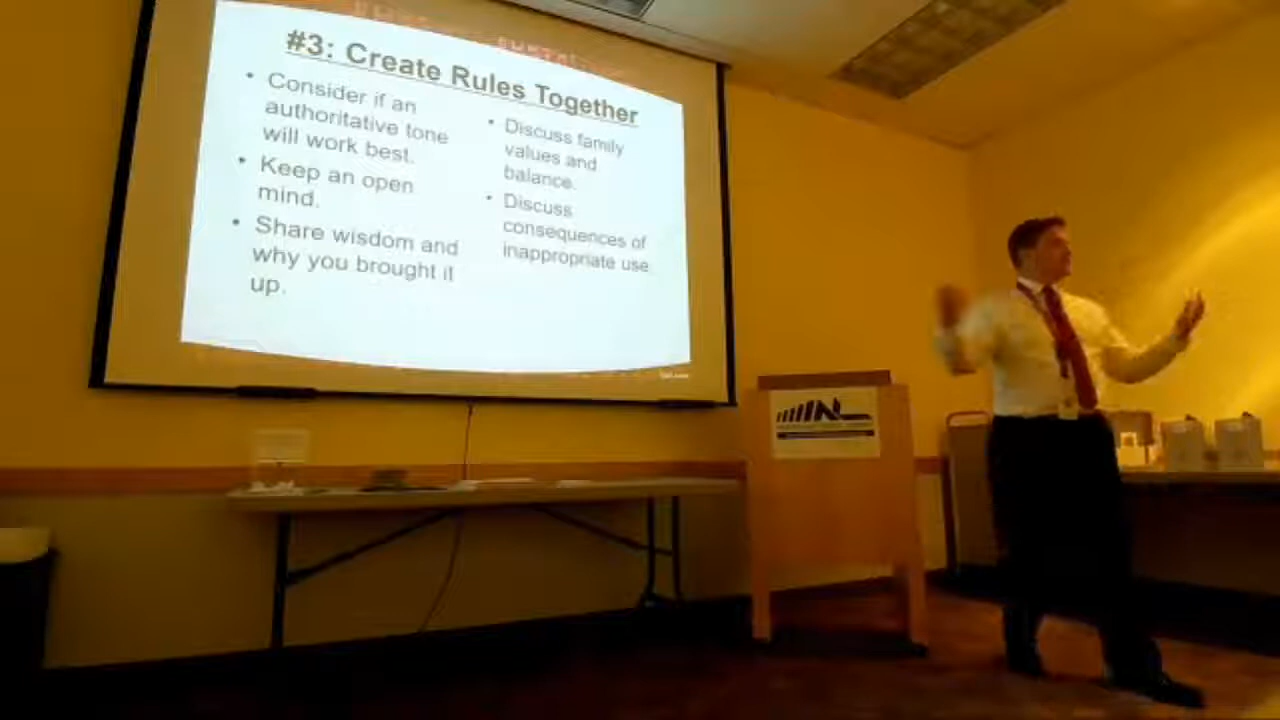 #3: Create Rules Together
• Consider if an
authoritative tone
will work best.
• Keep an open
mind.
• Share wisdom and
why you brought it
up.
• Discuss family
values and
balance.
• Discuss
consequences of
inappropriate use